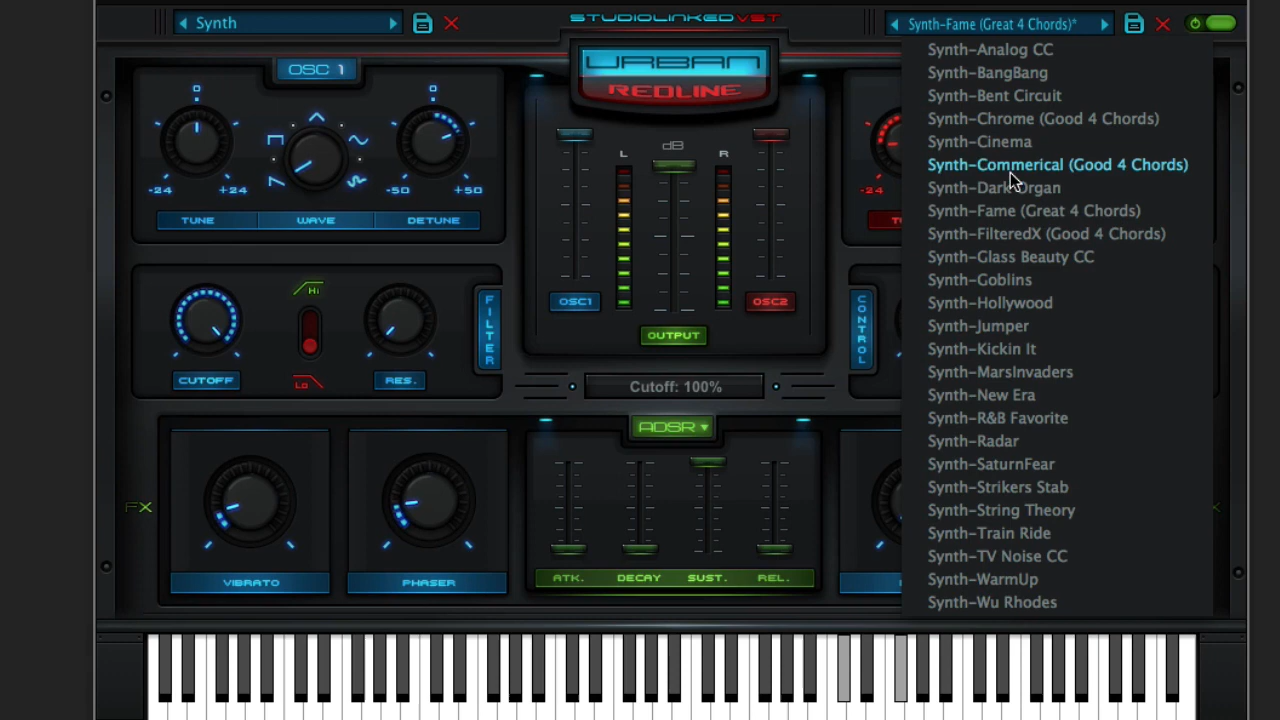 Synth
STUDIOLINKEDVST
Synth-Fame (Great 4 Chords)*
OSC 1
URBAN
REDLINE
-24
+24
-50
+50
TUNE
WAVE
DETUNE
L
dB
R
OSC1
OSC2
OUTPUT
-24
Hi
Lo
CUTOFF
RES.
FILTER
CONTROL
Cutoff: 100%
ADSR
FX
VIBRATO
PHASER
ATK.
DECAY
SUST.
REL.
Synth-Analog CC
Synth-BangBang
Synth-Bent Circuit
Synth-Chrome (Good 4 Chords)
Synth-Cinema
Synth-Commerical (Good 4 Chords)
Synth-Dark Organ
Synth-Fame (Great 4 Chords)
Synth-FilteredX (Good 4 Chords)
Synth-Glass Beauty CC
Synth-Goblins
Synth-Hollywood
Synth-Jumper
Synth-Kickin It
Synth-MarsInvaders
Synth-New Era
Synth-R&B Favorite
Synth-Radar
Synth-SaturnFear
Synth-Strikers Stab
Synth-String Theory
Synth-Train Ride
Synth-TV Noise CC
Synth-WarmUp
Synth-Wu Rhodes